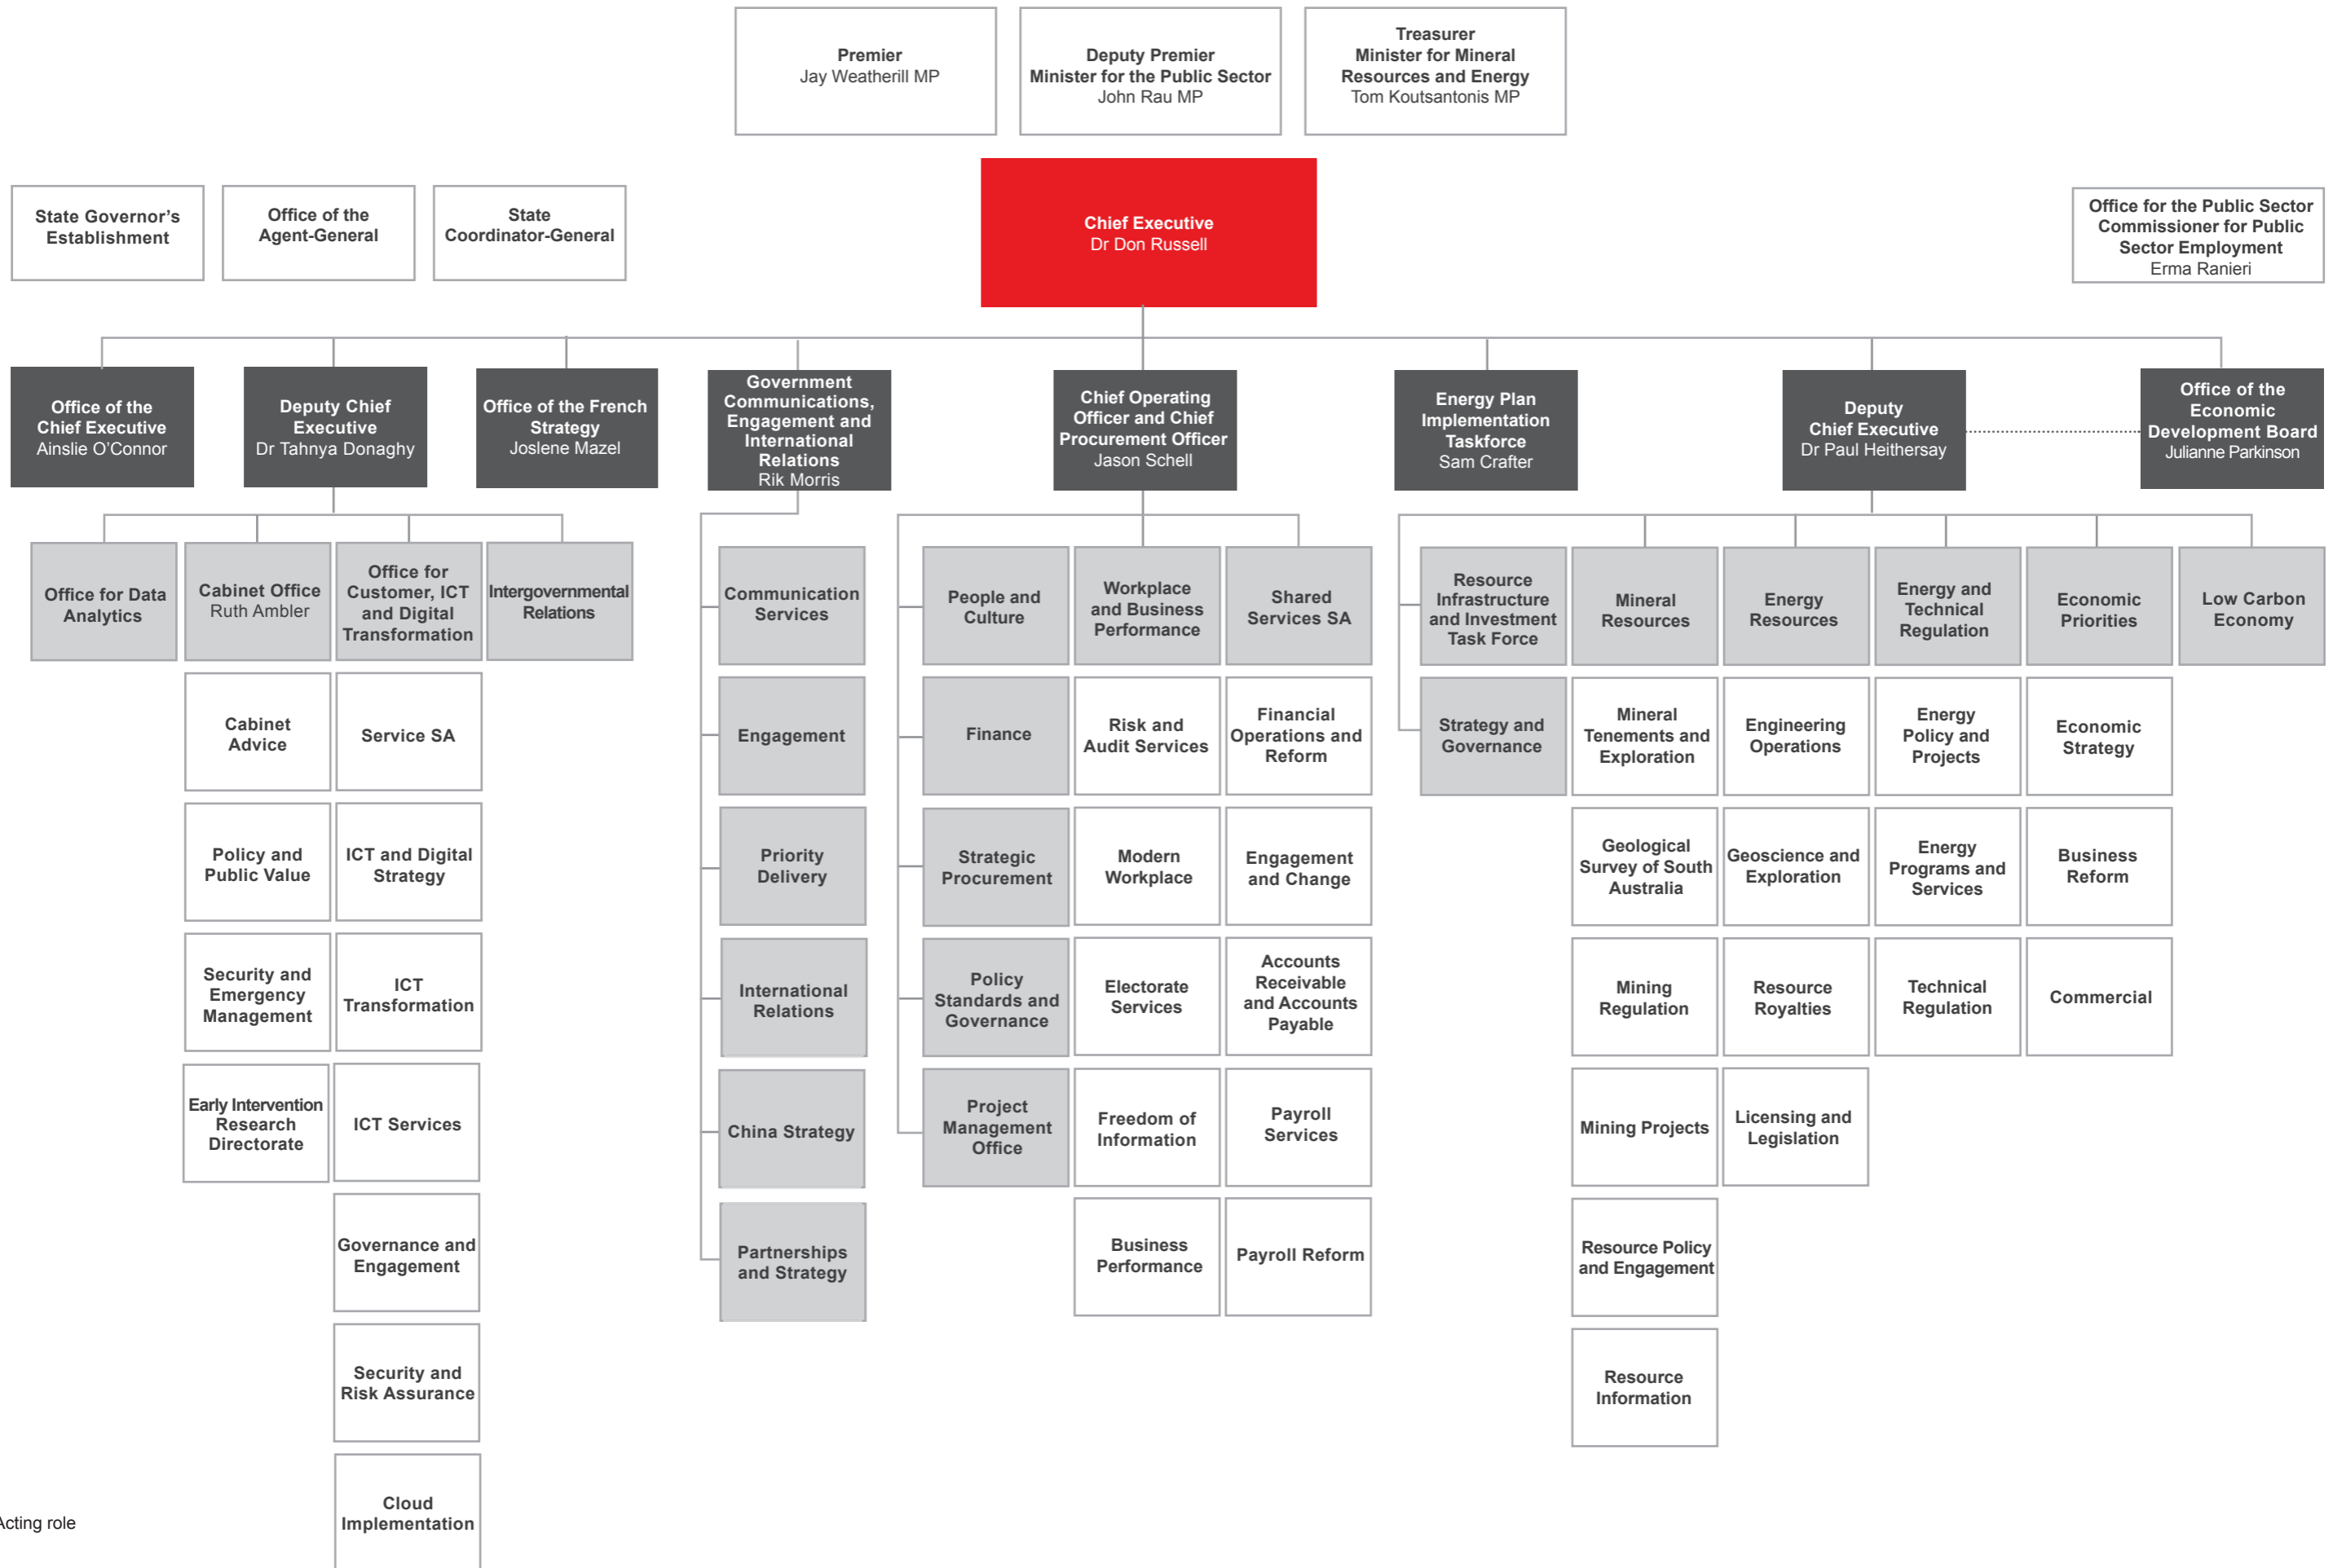 Premier
Jay Weatherill MP
Deputy Premier
Minister for the Public Sector
John Rau MP
Treasurer
Minister for Mineral
Resources and Energy
Tom Koutsantonis MP
State Governor's
Establishment
Office of the
Agent-General
State
Coordinator-General
Chief Executive
Dr Don Russell
Office for the Public Sector
Commissioner for Public
Sector Employment
Erma Ranieri
Office of the
Chief Executive
Ainslie O'Connor
Deputy Chief
Executive
Dr Tahnya Donaghy
Office of the French
Strategy
Joslene Mazel
Government
Communications,
Engagement and
International
Relations
Rik Morris
Chief Operating
Officer and Chief
Procurement Officer
Jason Schell
Energy Plan
Implementation
Taskforce
Sam Crafter
Deputy
Chief Executive
Dr Paul Heithersay
Office of the
Economic
Development Board
Julianne Parkinson
Office for Data
Analytics
Cabinet Office
Ruth Ambler
Office for
Customer, ICT
and Digital
Transformation
Intergovernmental
Relations
Cabinet
Advice
Service SA
Policy and
Public Value
ICT and Digital
Strategy
Security and
Emergency
Management
ICT
Transformation
Early Intervention
Research
Directorate
ICT Services
Governance and
Engagement
Security and
Risk Assurance
Cloud
Implementation
Communication
Services
Engagement
Priority
Delivery
International
Relations
China Strategy
Partnerships
and Strategy
People and
Culture
Workplace
and Business
Performance
Shared
Services SA
Finance
Risk and
Audit Services
Financial
Operations and
Reform
Strategic
Procurement
Modern
Workplace
Engagement
and Change
Policy
Standards and
Governance
Electorate
Services
Accounts
Receivable
and Accounts
Payable
Project
Management
Office
Freedom of
Information
Payroll
Services
Business
Performance
Payroll Reform
Resource
Infrastructure
and Investment
Task Force
Mineral
Resources
Energy
Resources
Energy and
Technical
Regulation
Economic
Priorities
Low Carbon
Economy
Strategy and
Governance
Mineral
Tenements and
Exploration
Engineering
Operations
Energy
Policy and
Projects
Economic
Strategy
Geological
Survey of South
Australia
Geoscience and
Exploration
Energy
Programs and
Services
Business
Reform
Mining
Regulation
Resource
Royalties
Technical
Regulation
Commercial
Mining Projects
Licensing and
Legislation
Resource Policy
and Engagement
Resource
Information
Acting role